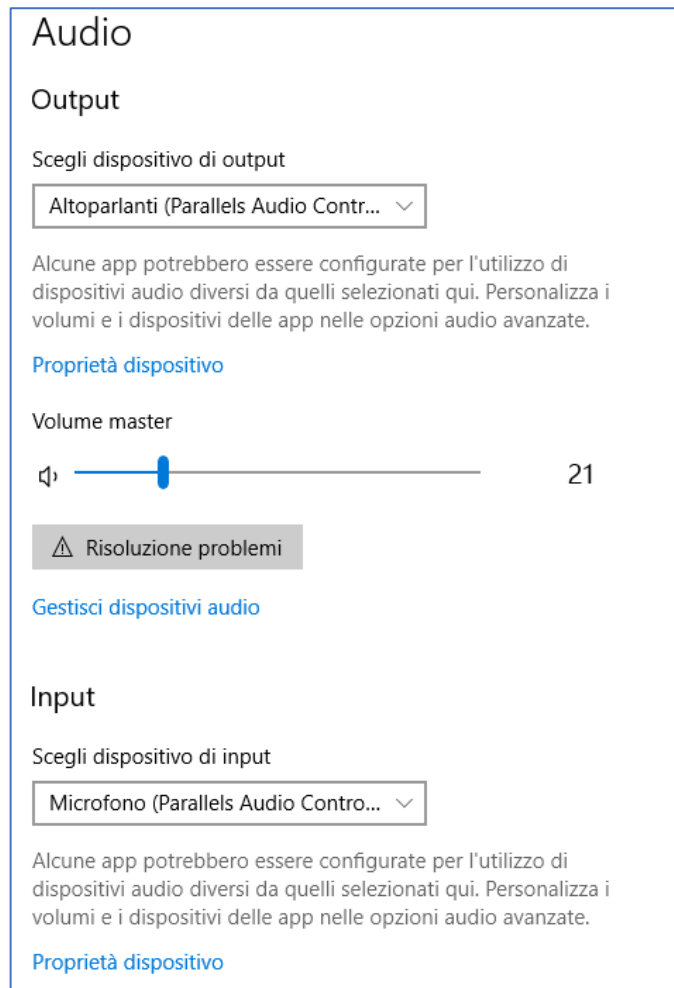 Audio
Output
Scegli dispositivo di output
Altoparlanti (Parallels Audio Contr...
Alcune app potrebbero essere configurate per l'utilizzo di
dispositivi audio diversi da quelli selezionati qui. Personalizza i
volumi e i dispositivi delle app nelle opzioni audio avanzate.
Proprietà dispositivo
Volume master
21
Risoluzione problemi
Gestisci dispositivi audio
Input
Scegli dispositivo di input
Microfono (Parallels Audio Contro...
Alcune app potrebbero essere configurate per l'utilizzo di
dispositivi audio diversi da quelli selezionati qui. Personalizza i
volumi e i dispositivi delle app nelle opzioni audio avanzate.
Proprietà dispositivo